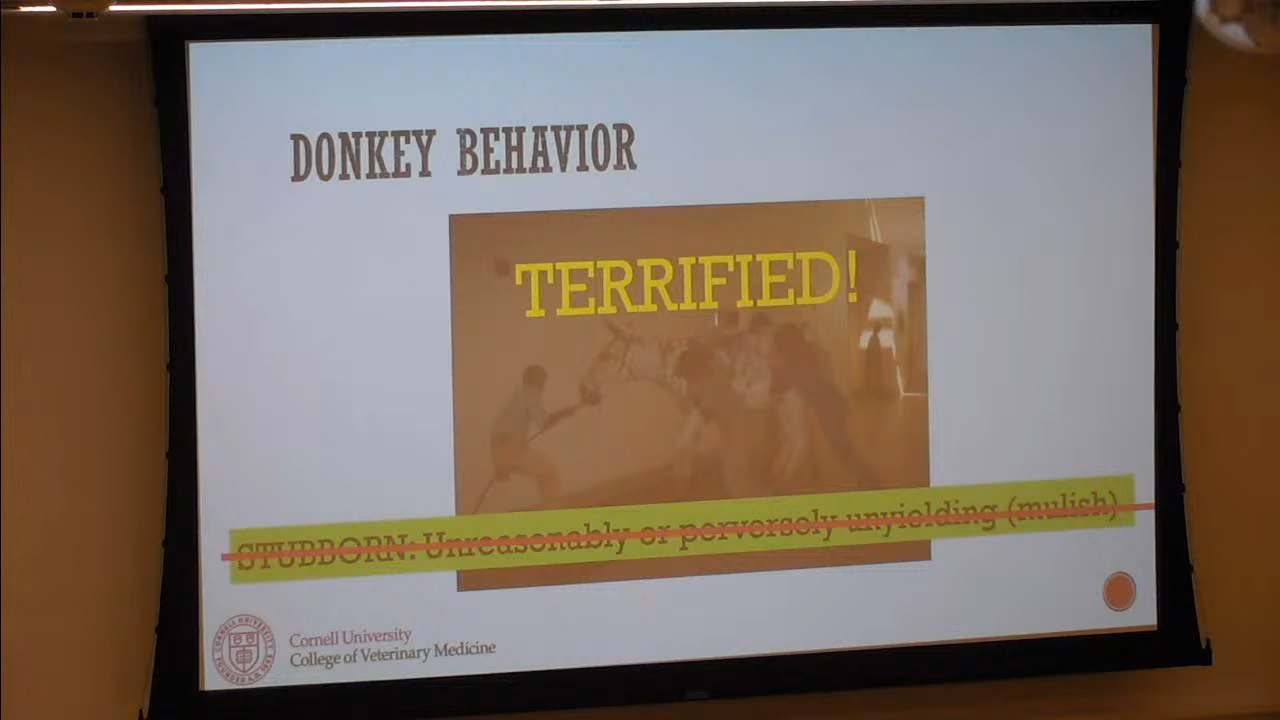 DONKEY BEHAVIOR
TERRIFIED!
STUBBORN: Unreasonably or perversely unyielding (mulish)
Cornell University
College of Veterinary Medicine